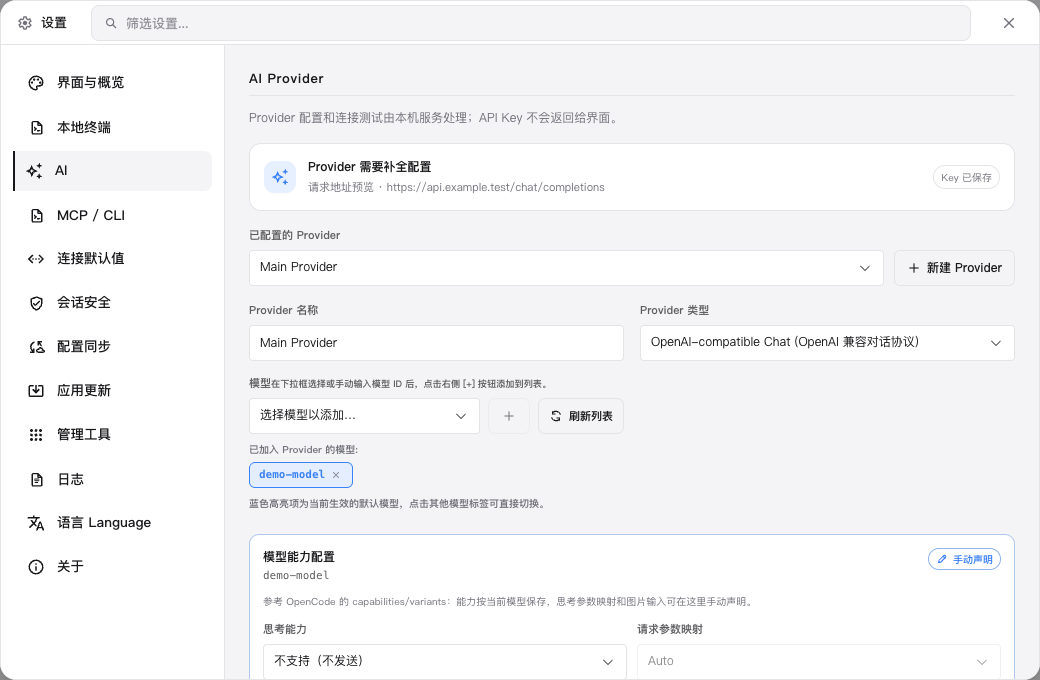 设置
筛选设置...
界面与概览
本地终端
AI
MCP / CLI
连接默认值
会话安全
配置同步
应用更新
管理工具
日志
语言 Language
关于
AI Provider
Provider 配置和连接测试由本机服务处理；API Key 不会返回给界面。
Provider 需要补全配置
请求地址预览 · https://api.example.test/chat/completions
Key 已保存
已配置的 Provider
Main Provider
新建 Provider
Provider 名称
Provider 类型
Main Provider
OpenAI-compatible Chat (OpenAI 兼容对话协议)
模型在下拉框选择或手动输入模型 ID 后，点击右侧 [+] 按钮添加到列表。
选择模型以添加...
刷新列表
已加入 Provider 的模型:
demo-model ×
蓝色高亮项为当前生效的默认模型，点击其他模型标签可直接切换。
模型能力配置
手动声明
demo-model
参考 OpenCode 的 capabilities/variants：能力按当前模型保存，思考参数映射和图片输入可在这里手动声明。
思考能力
请求参数映射
不支持（不发送）
Auto